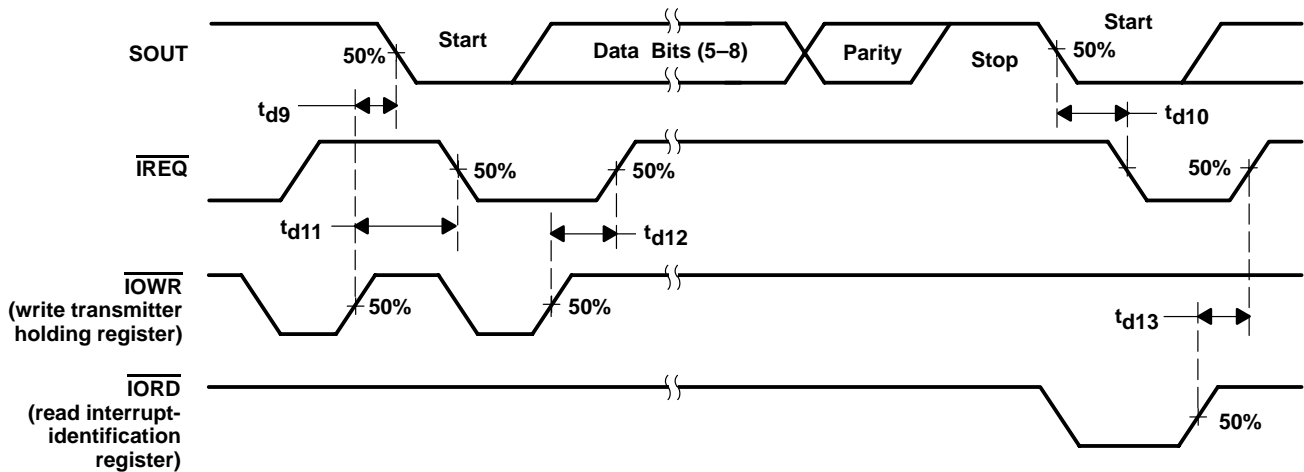 Start
Start
SOUT
50%
Data Bits (5–8)
Parity
Stop
50%
td9
td10
IREQ
50%
50%
50%
td11
td12
IOWR
(write transmitter
holding register)
50%
50%
td13
IORD
(read interrupt-
identification
register)
50%